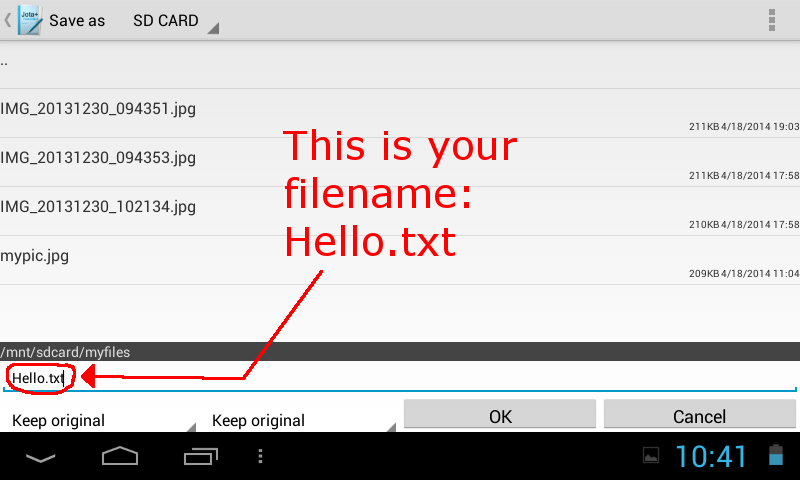 Jota+
Save as SD CARD
..
IMG_20131230_094351.jpg
211KB 4/18/2014 19:03
IMG_20131230_094353.jpg
211KB 4/18/2014 17:58
IMG_20131230_102134.jpg
210KB 4/18/2014 17:58
mypic.jpg
209KB 4/18/2014 11:04
This is your
filename:
Hello.txt
/mnt/sdcard/myfiles
Hello.txt
Keep original Keep original OK Cancel
10:41